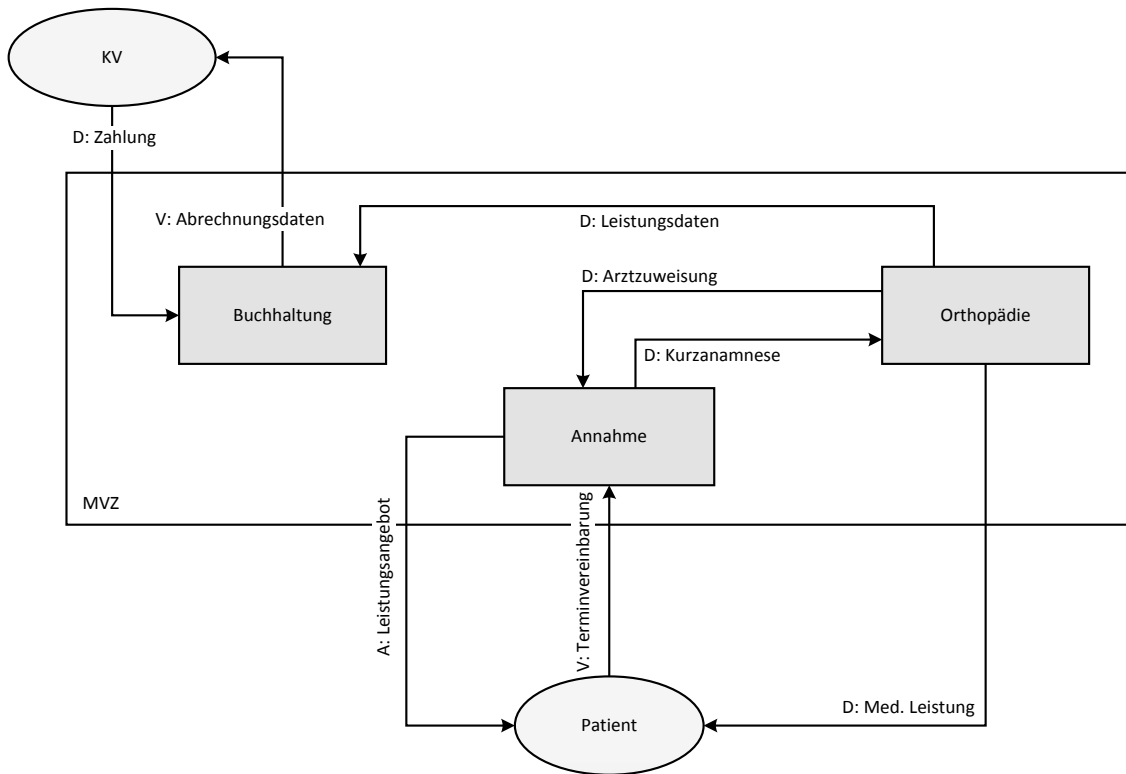 KV
D: Zahlung
V: Abrechnungsdaten
D: Leistungsdaten
D: Arztzuweisung
Buchhaltung
Orthopädie
D: Kurzanamnese
Annahme
MVZ
A: Leistungsangebot
V: Terminvereinbarung
Patient
D: Med. Leistung